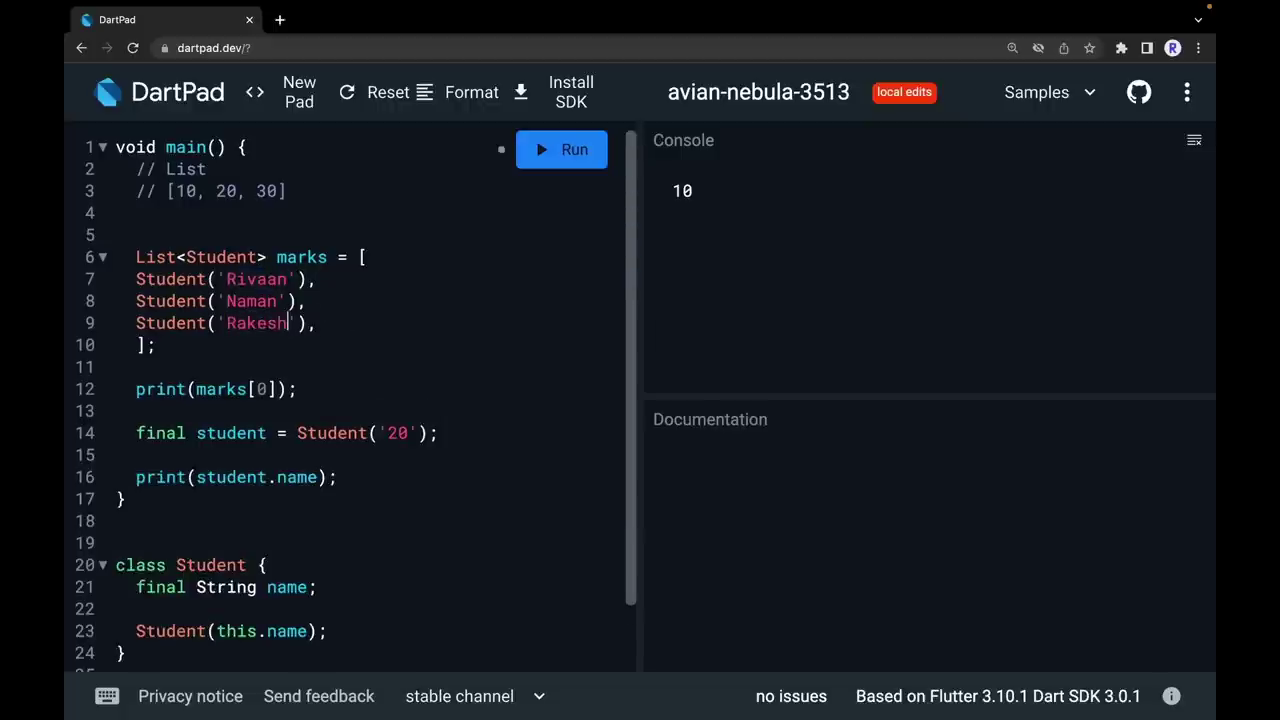 DartPad
dartpad.dev/?
R
DartPad
<> New Pad
Reset
Format
Install SDK
avian-nebula-3513
local edits
Samples
1 void main() {
2 // List
3 // [10, 20, 30]
4
5
6 List<Student> marks = [
7 Student('Rivaan'),
8 Student('Naman'),
9 Student('Rakesh'),
10 ];
11
12 print(marks[0]);
13
14 final student = Student('20');
15
16 print(student.name);
17 }
18
19
20 class Student {
21 final String name;
22
23 Student(this.name);
24 }
Run
Console
10
Documentation
Privacy notice
Send feedback
stable channel
no issues
Based on Flutter 3.10.1 Dart SDK 3.0.1